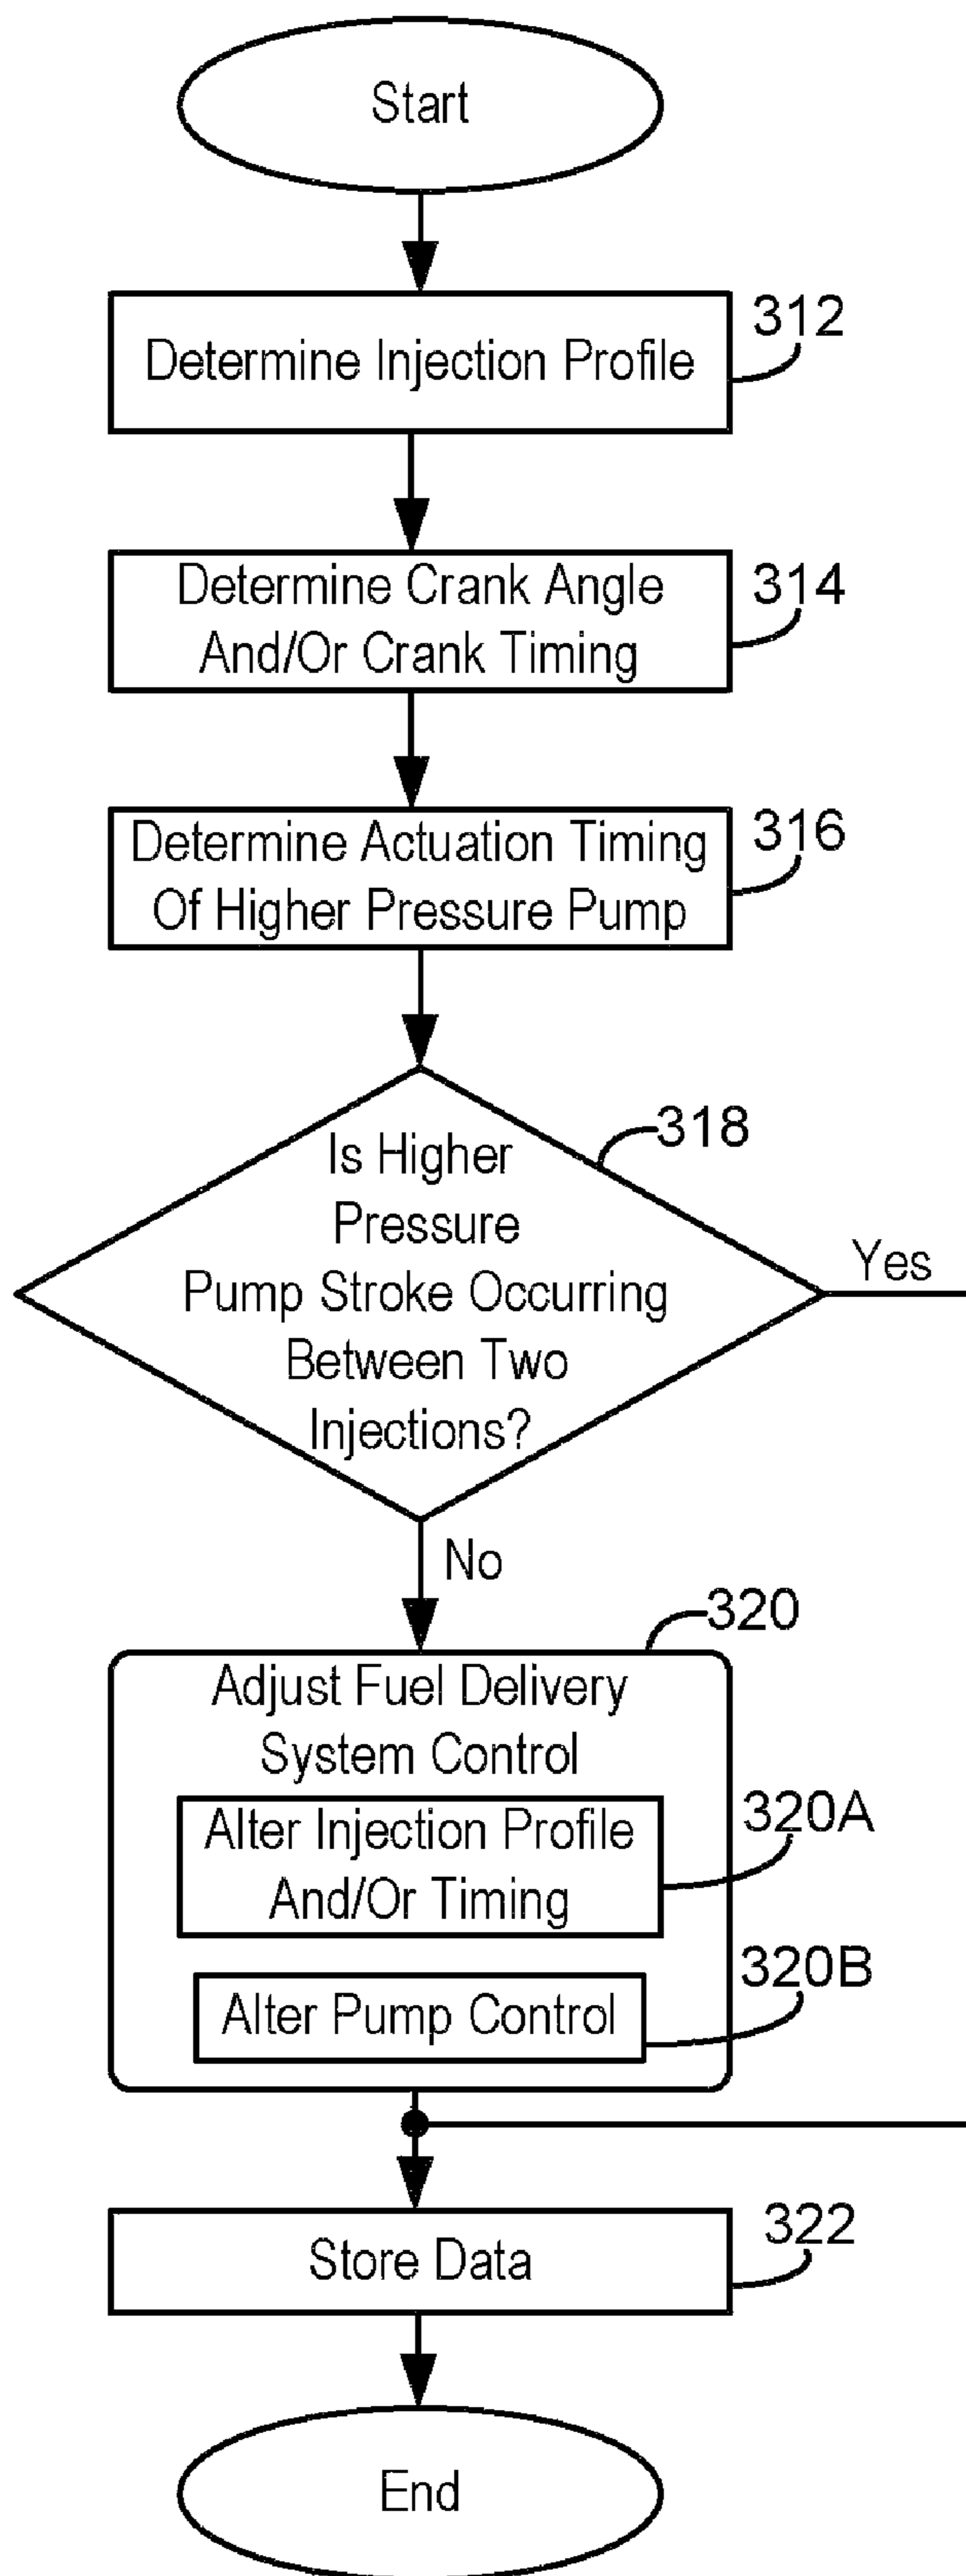 Start
312
Determine Injection Profile
314
Determine Crank Angle
And/Or Crank Timing
316
Determine Actuation Timing
Of Higher Pressure Pump
318
Is Higher
Pressure
Pump Stroke Occurring
Between Two
Injections?
Yes
No
320
Adjust Fuel Delivery
System Control
320A
Alter Injection Profile
And/Or Timing
320B
Alter Pump Control
322
Store Data
End